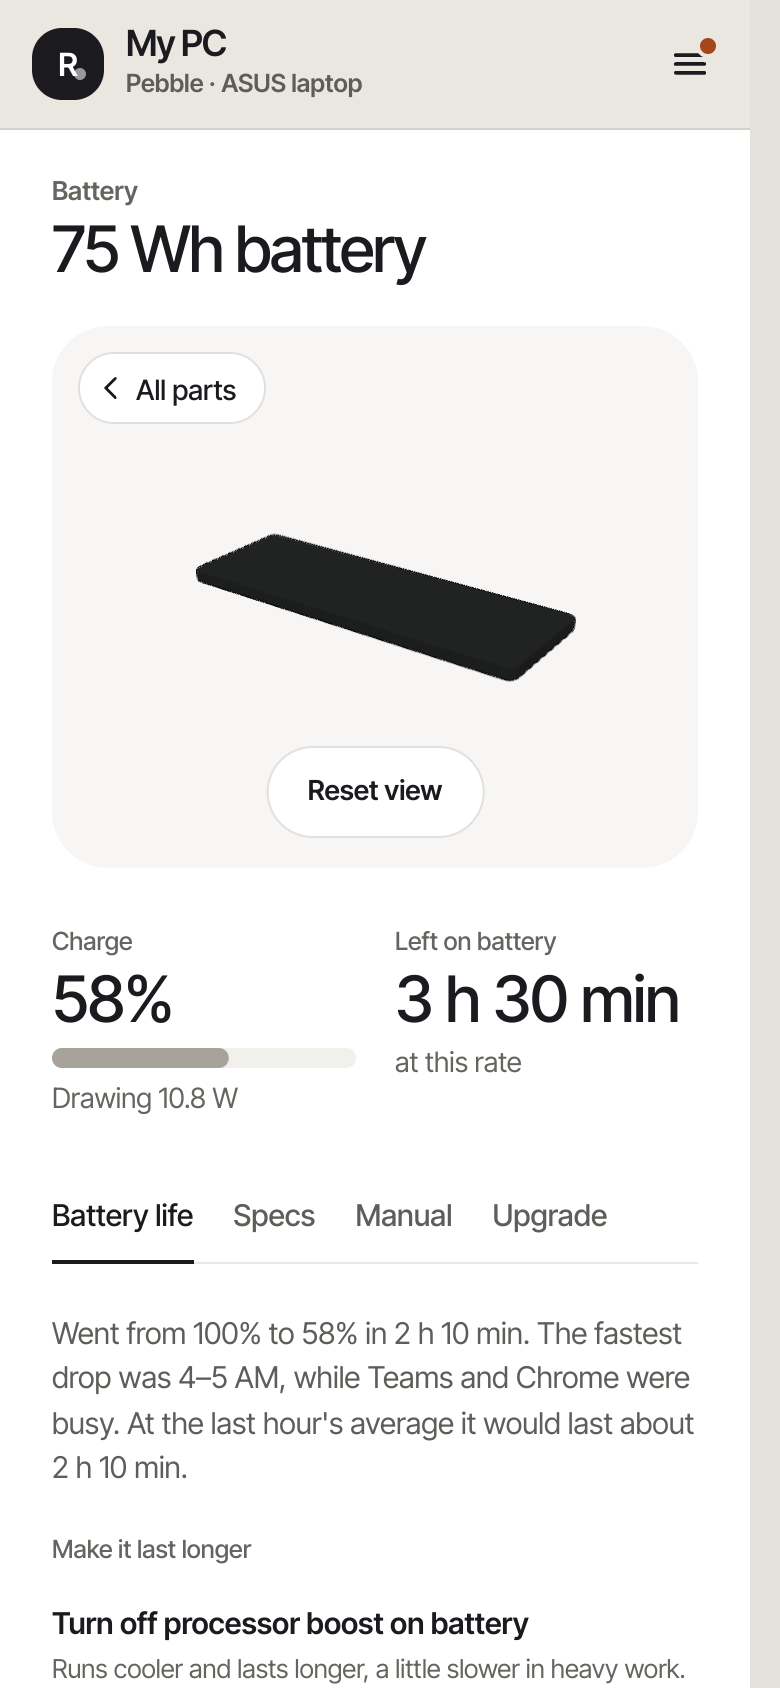 R
My PC
Pebble · ASUS laptop
Battery
75 Wh battery
All parts
Reset view
Charge
58%
Drawing 10.8 W
Left on battery
3 h 30 min
at this rate
Battery life Specs Manual Upgrade
Went from 100% to 58% in 2 h 10 min. The fastest
drop was 4–5 AM, while Teams and Chrome were
busy. At the last hour's average it would last about
2 h 10 min.
Make it last longer
Turn off processor boost on battery
Runs cooler and lasts longer, a little slower in heavy work.